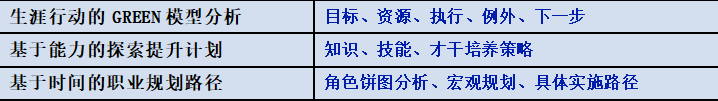 生涯行动的 GREEN 模型分析 目标、资源、执行、例外、下一步
基于能力的探索提升计划 知识、技能、才干培养策略
基于时间的职业规划路径 角色饼图分析、宏观规划、具体实施路径